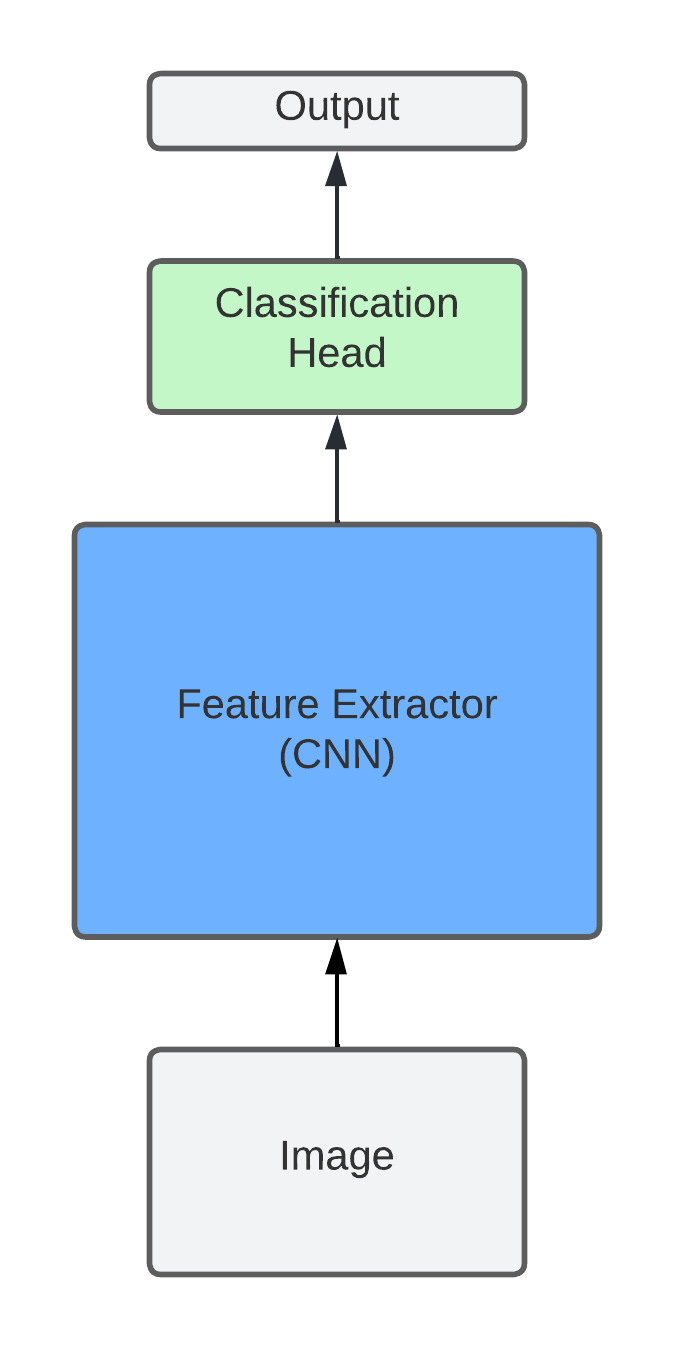 Output
Classification
Head
Feature Extractor
(CNN)
Image